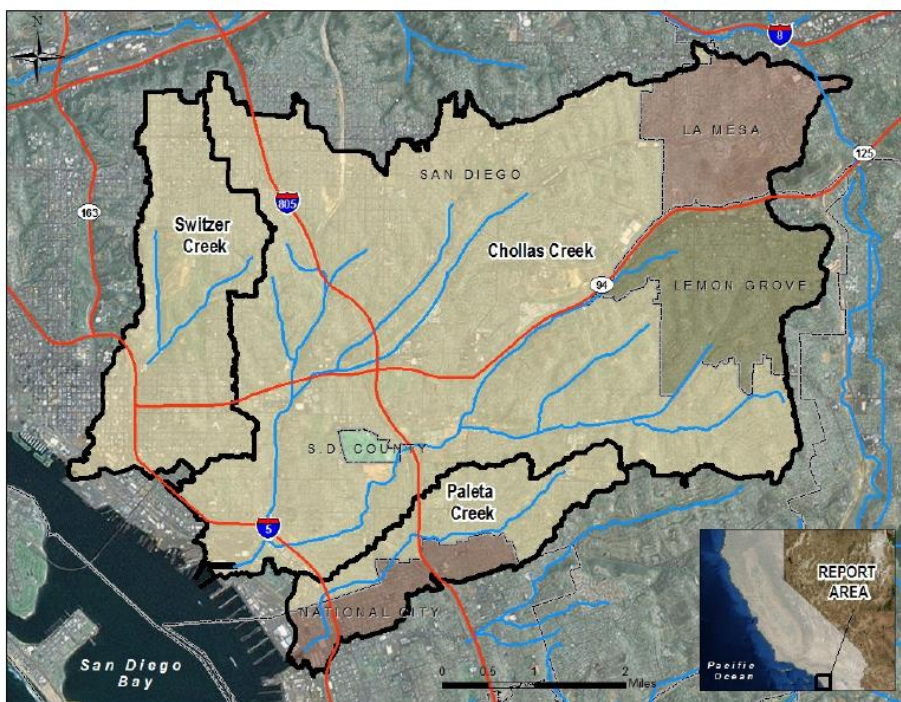 N
8
LA MESA
125
SAN DIEGO
163
805
Switzer
Creek
Chollas Creek
94
LEMON GROVE
S.D. COUNTY
Paleta
Creek
5
REPORT
AREA
NATIONAL CITY
San Diego
Bay
0 0.5 1 2
Miles
Pacific
Ocean